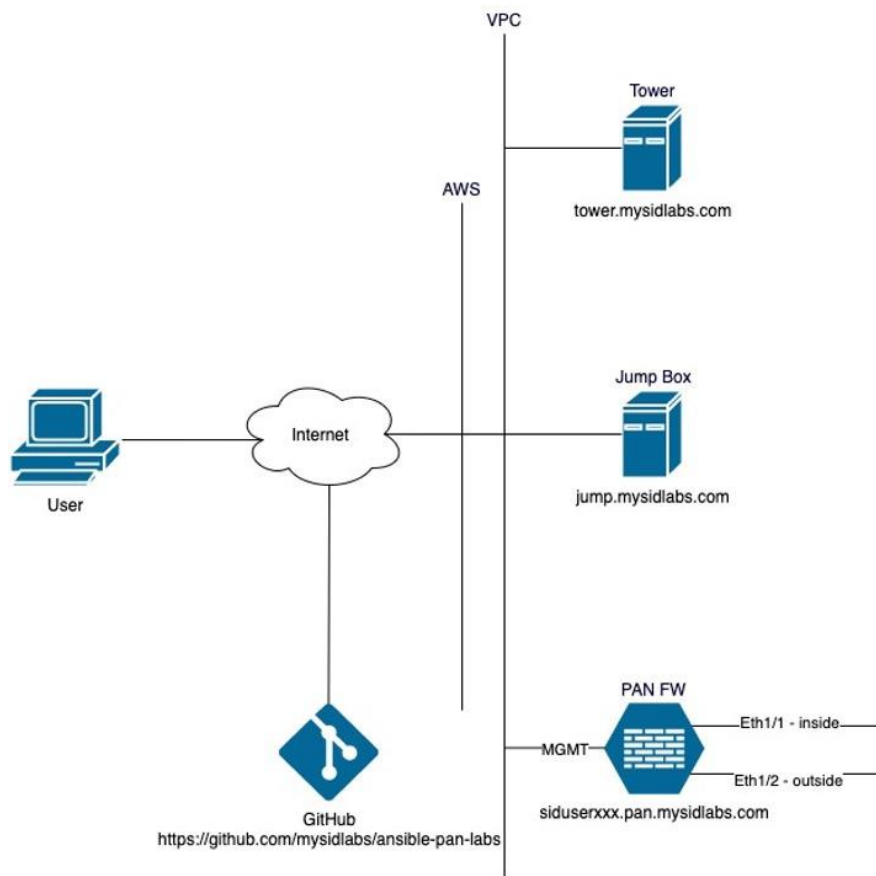 VPC
Tower
tower.mysidlabs.com
AWS
Jump Box
jump.mysidlabs.com
Internet
User
PAN FW
Eth1/1 - inside
MGMT
Eth1/2 - outside
siduserxxx.pan.mysidlabs.com
GitHub
https://github.com/mysidlabs/ansible-pan-labs